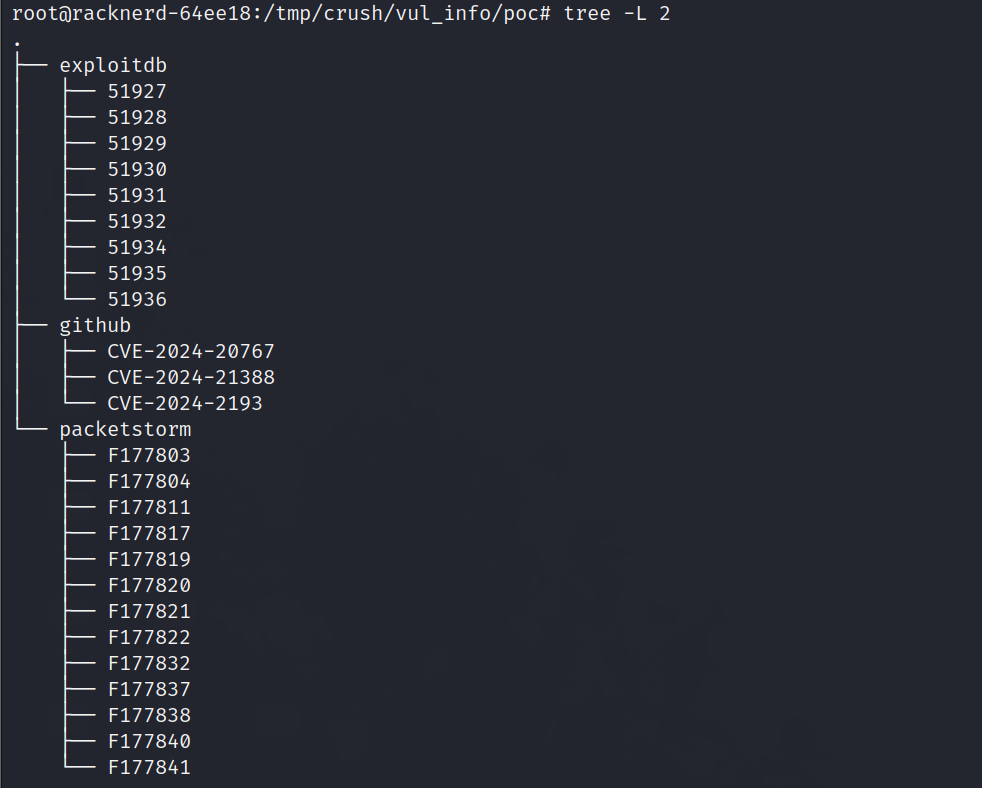 root@racknerd-64ee18:/tmp/crush/vul_info/poc# tree -L 2
.
├── exploitdb
│   ├── 51927
│   ├── 51928
│   ├── 51929
│   ├── 51930
│   ├── 51931
│   ├── 51932
│   ├── 51934
│   ├── 51935
│   └── 51936
├── github
│   ├── CVE-2024-20767
│   ├── CVE-2024-21388
│   └── CVE-2024-2193
└── packetstorm
    ├── F177803
    ├── F177804
    ├── F177811
    ├── F177817
    ├── F177819
    ├── F177820
    ├── F177821
    ├── F177822
    ├── F177832
    ├── F177837
    ├── F177838
    ├── F177840
    └── F177841